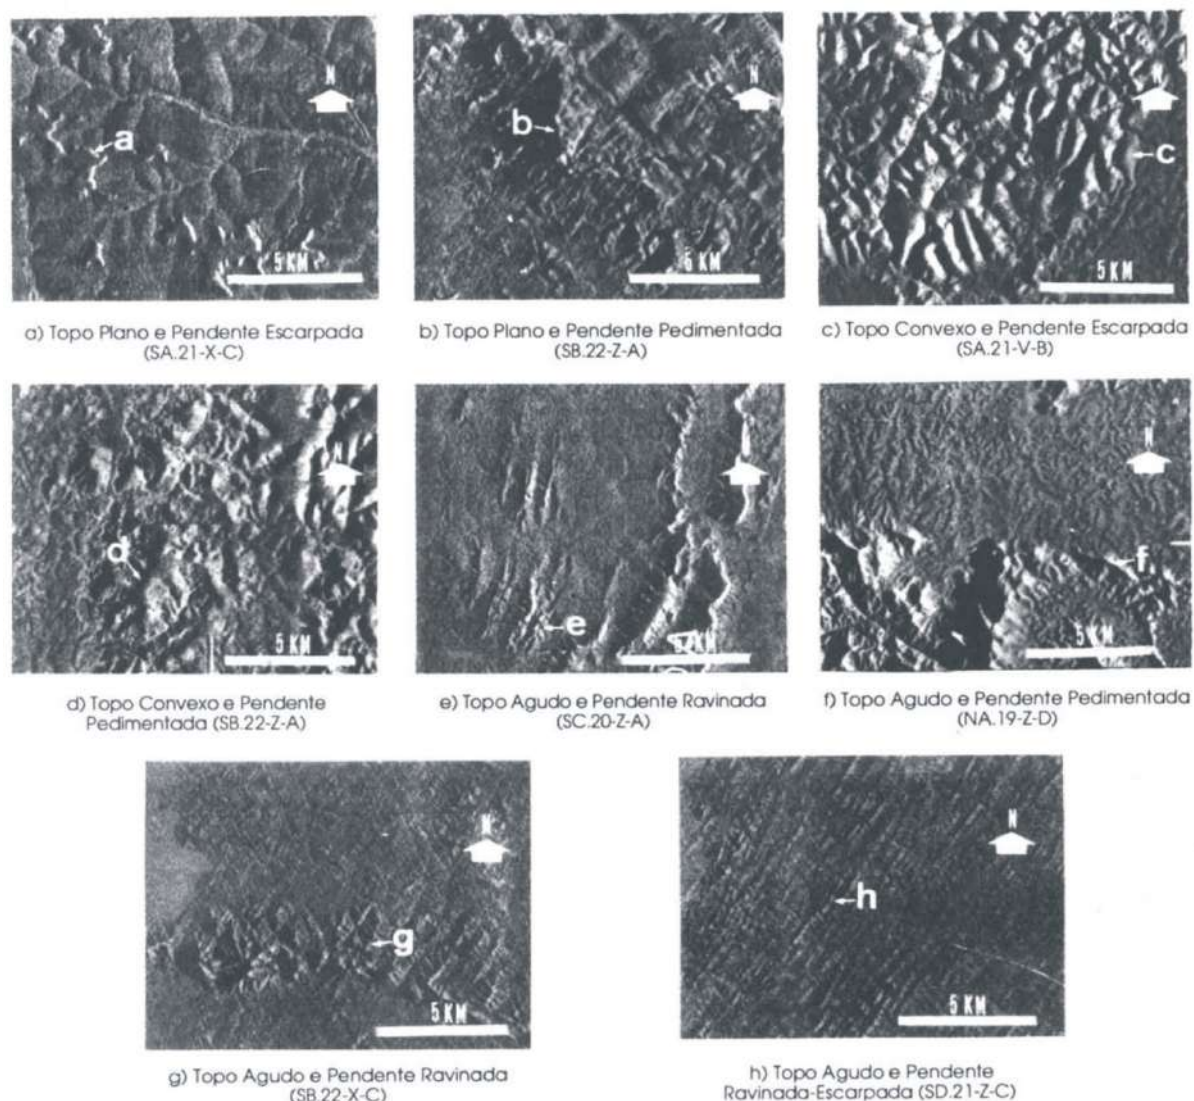 N
a
5 KM
a) Topo Plano e Pendente Escarpada
(SA.21-X-C)
N
b
5 KM
b) Topo Plano e Pendente Pedimentada
(SB.22-Z-A)
N
c
5 KM
c) Topo Convexo e Pendente Escarpada
(SA.21-V-B)
N
d
5 KM
d) Topo Convexo e Pendente
Pedimentada (SB.22-Z-A)
e
KM
e) Topo Agudo e Pendente Ravinada
(SC.20-Z-A)
N
f
5 KM
f) Topo Agudo e Pendente Pedimentada
(NA.19-Z-D)
N
g
5 KM
g) Topo Agudo e Pendente Ravinada
(SB.22-X-C)
N
h
5 KM
h) Topo Agudo e Pendente
Ravinada-Escarpada (SD.21-Z-C)